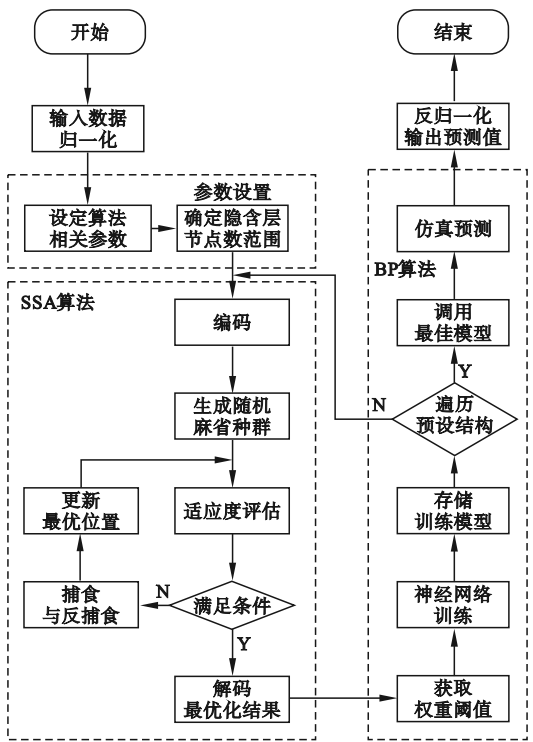 开始
输入数据
归一化
参数设置
设定算法
相关参数
确定隐含层
节点数范围
SSA算法
编码
生成随机
麻省种群
适应度评估
更新
最优位置
捕食
与反捕食
N
满足条件
Y
解码
最优化结果
结束
反归一化
输出预测值
仿真预测
BP算法
调用
最佳模型
Y
N
遍历
预设结构
存储
训练模型
神经网络
训练
获取
权重阈值